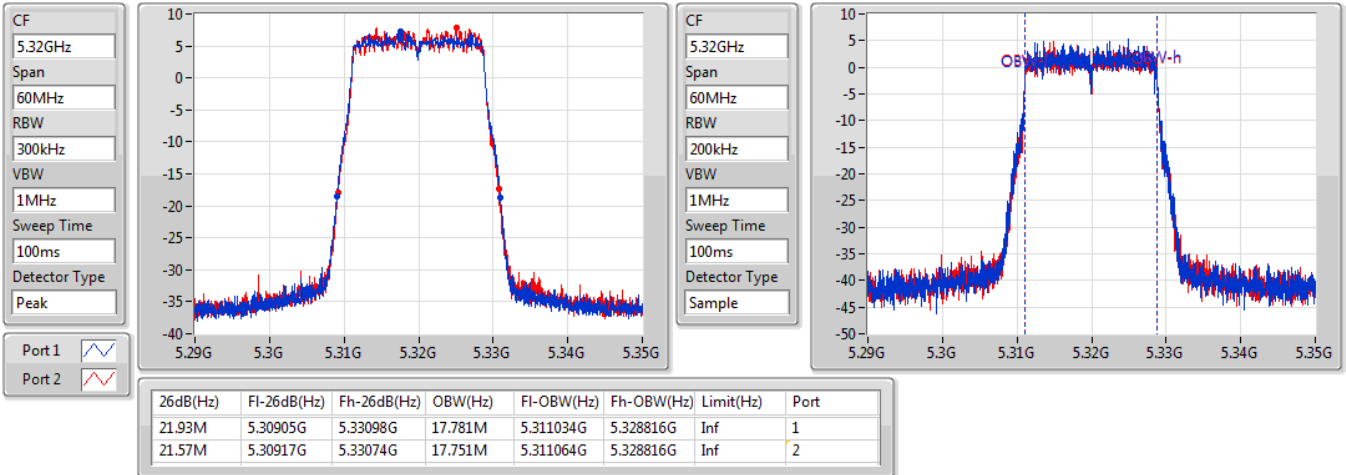 CF
5.32GHz
Span
60MHz
RBW
300kHz
VBW
1MHz
Sweep Time
100ms
Detector Type
Peak
Port 1
Port 2
10
5
0
-5
-10
-15
-20
-25
-30
-35
-40
5.29G 5.3G 5.31G 5.32G 5.33G 5.34G 5.35G
CF
5.32GHz
Span
60MHz
RBW
200kHz
VBW
1MHz
Sweep Time
100ms
Detector Type
Sample
10
5
0
-5
-10
-15
-20
-25
-30
-35
-40
-45
-50
OBW-h
5.29G 5.3G 5.31G 5.32G 5.33G 5.34G 5.35G
26dB(Hz) Fl-26dB(Hz) Fh-26dB(Hz) OBW(Hz) Fl-OBW(Hz) Fh-OBW(Hz) Limit(Hz) Port
21.93M 5.30905G 5.33098G 17.781M 5.311034G 5.328816G Inf 1
21.57M 5.30917G 5.33074G 17.751M 5.311064G 5.328816G Inf 2